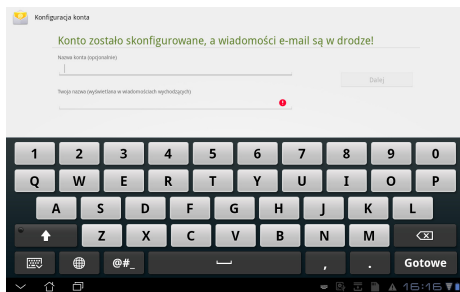 Konfiguracja konta
Konto zostało skonfigurowane, a wiadomości e-mail są w drodze!
Nazwa konta (opcjonalnie)
Dalej
Twoja nazwa (wyświetlana w wiadomościach wychodzących)
1 2 3 4 5 6 7 8 9 0
Q W E R T Y U I O P
A S D F G H J K L
Z X C V B N M
@#_ , . Gotowe
16:16